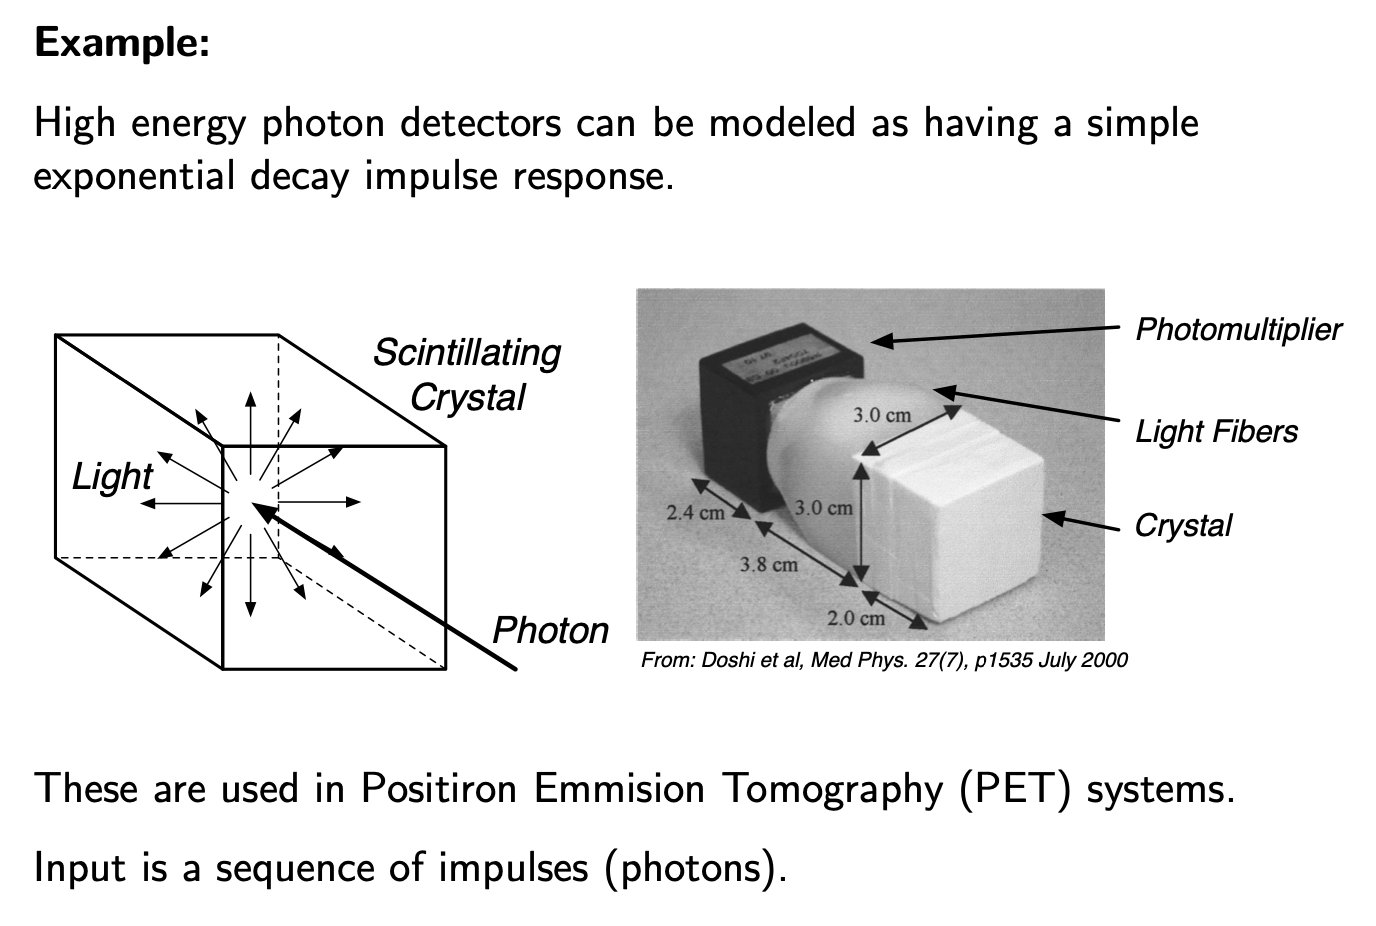 Example:
High energy photon detectors can be modeled as having a simple
exponential decay impulse response.
Scintillating
Crystal
Light
Photon
Photomultiplier
Light Fibers
Crystal
3.0 cm
3.0 cm
2.4 cm
3.8 cm
2.0 cm
From: Doshi et al, Med Phys. 27(7), p1535 July 2000
These are used in Positiron Emmision Tomography (PET) systems.
Input is a sequence of impulses (photons).